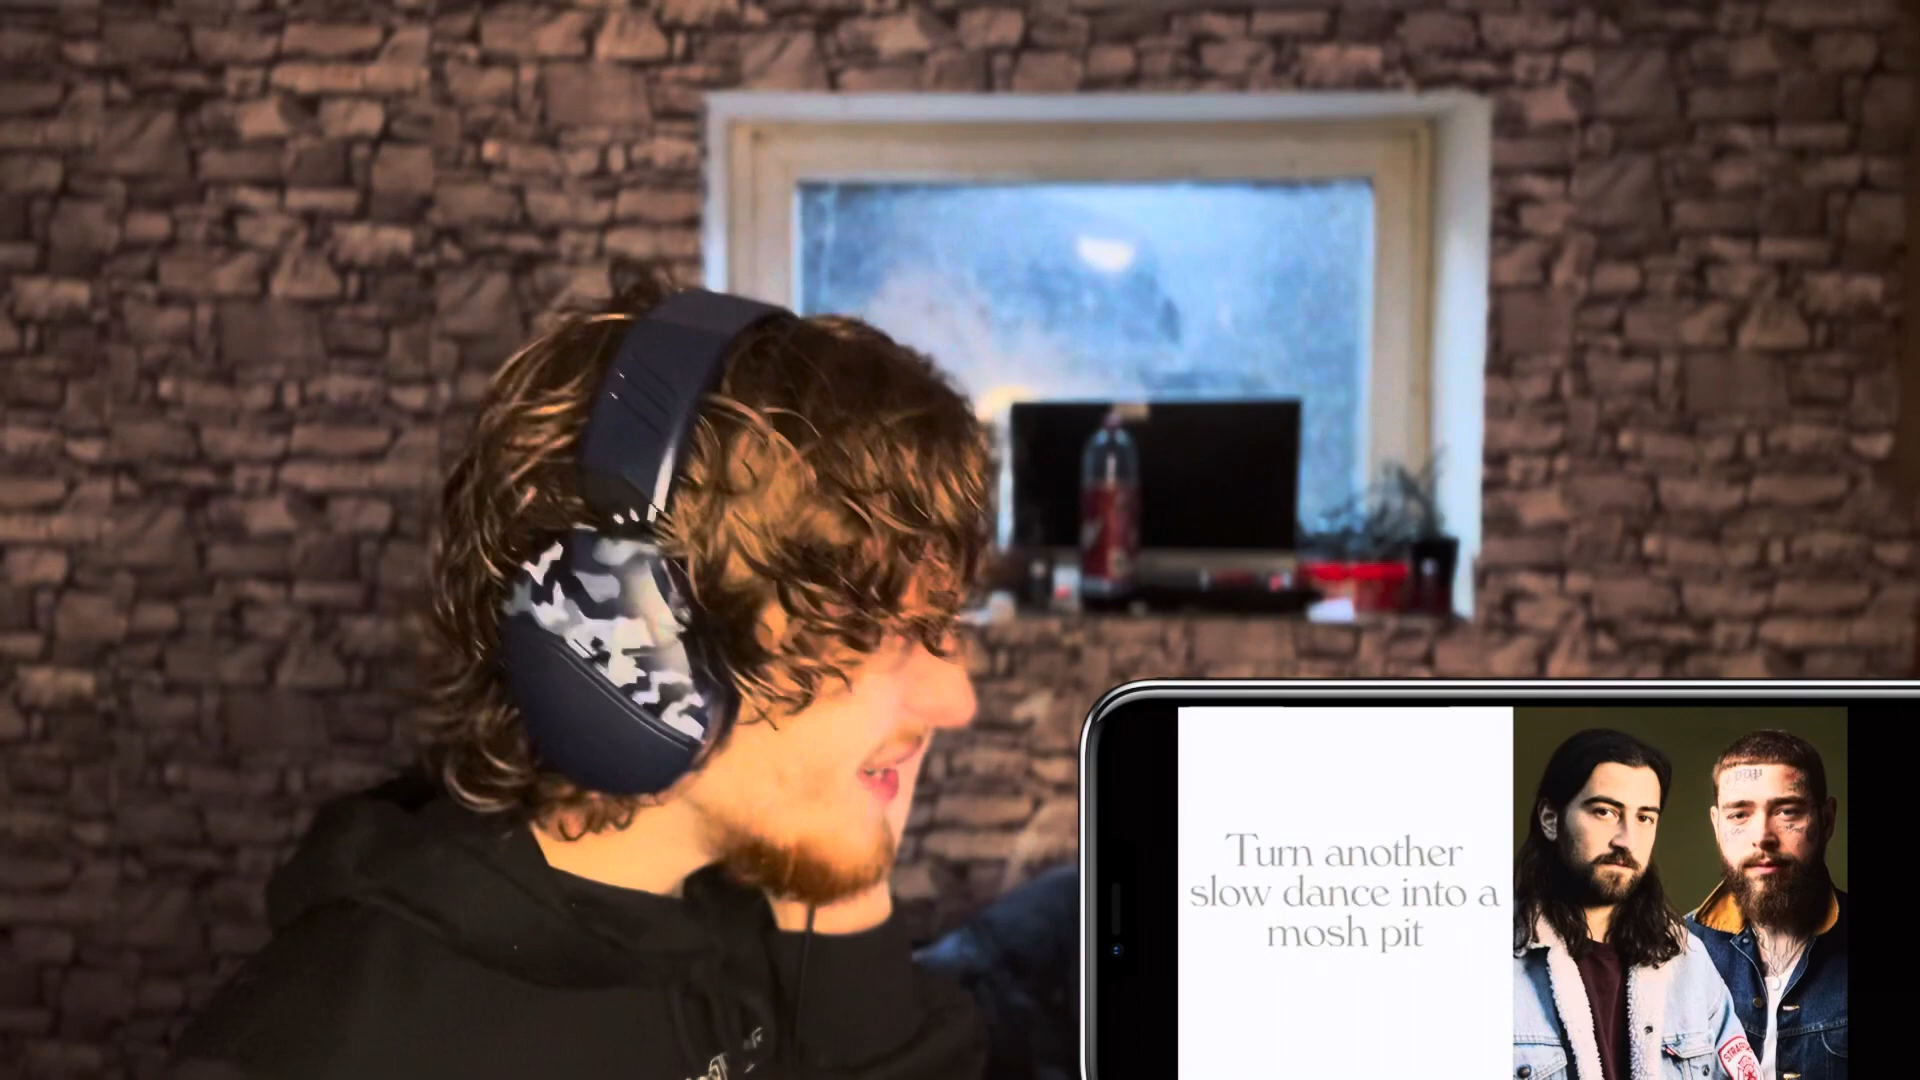 Turn another
slow dance into a
mosh pit